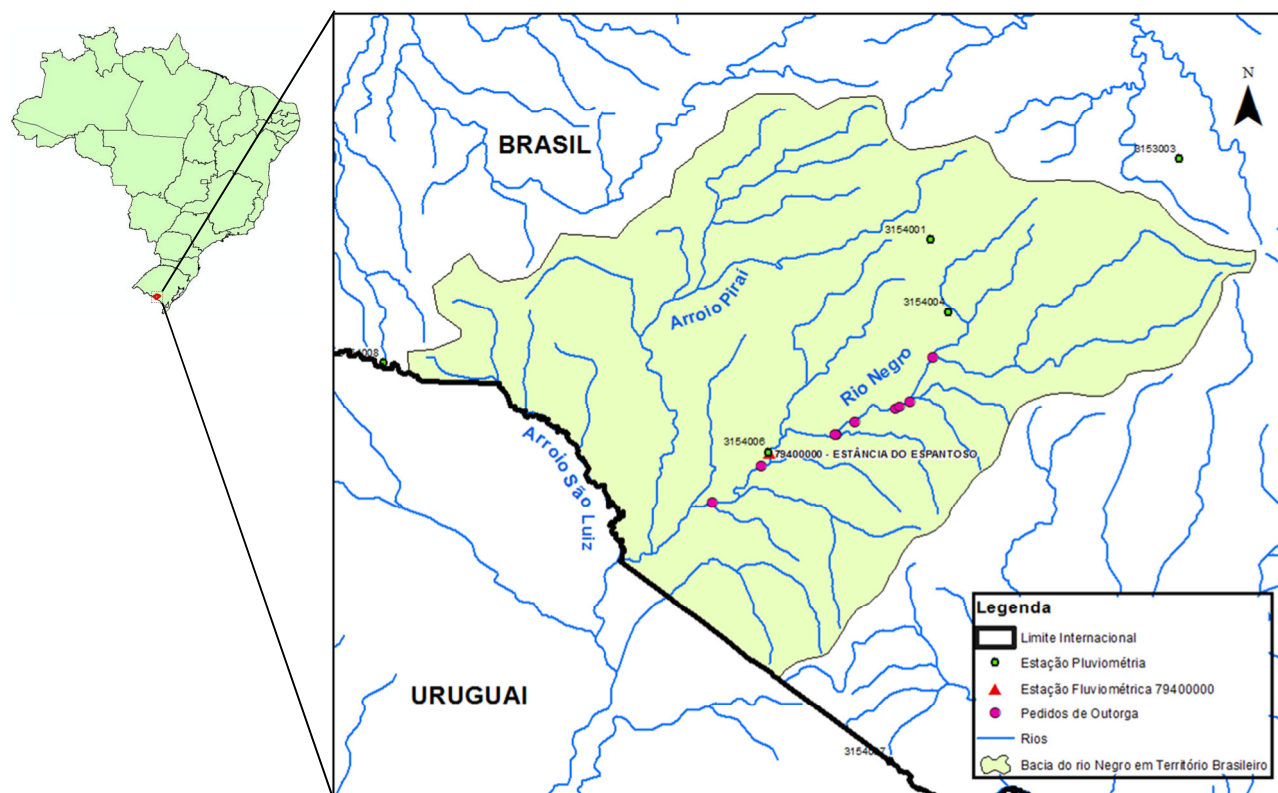 N
BRASIL
3153003
3154001
3154004
Arroio Piraí
Rio Negro
Arroio São Luiz
3154006
79400000 - ESTÂNCIA DO ESPANTOSO
URUGUAI
Legenda
Limite Internacional
Estação Pluviométria
Estação Fluviométrica 79400000
Pedidos de Outorga
Rios
Bacia do rio Negro em Território Brasileiro